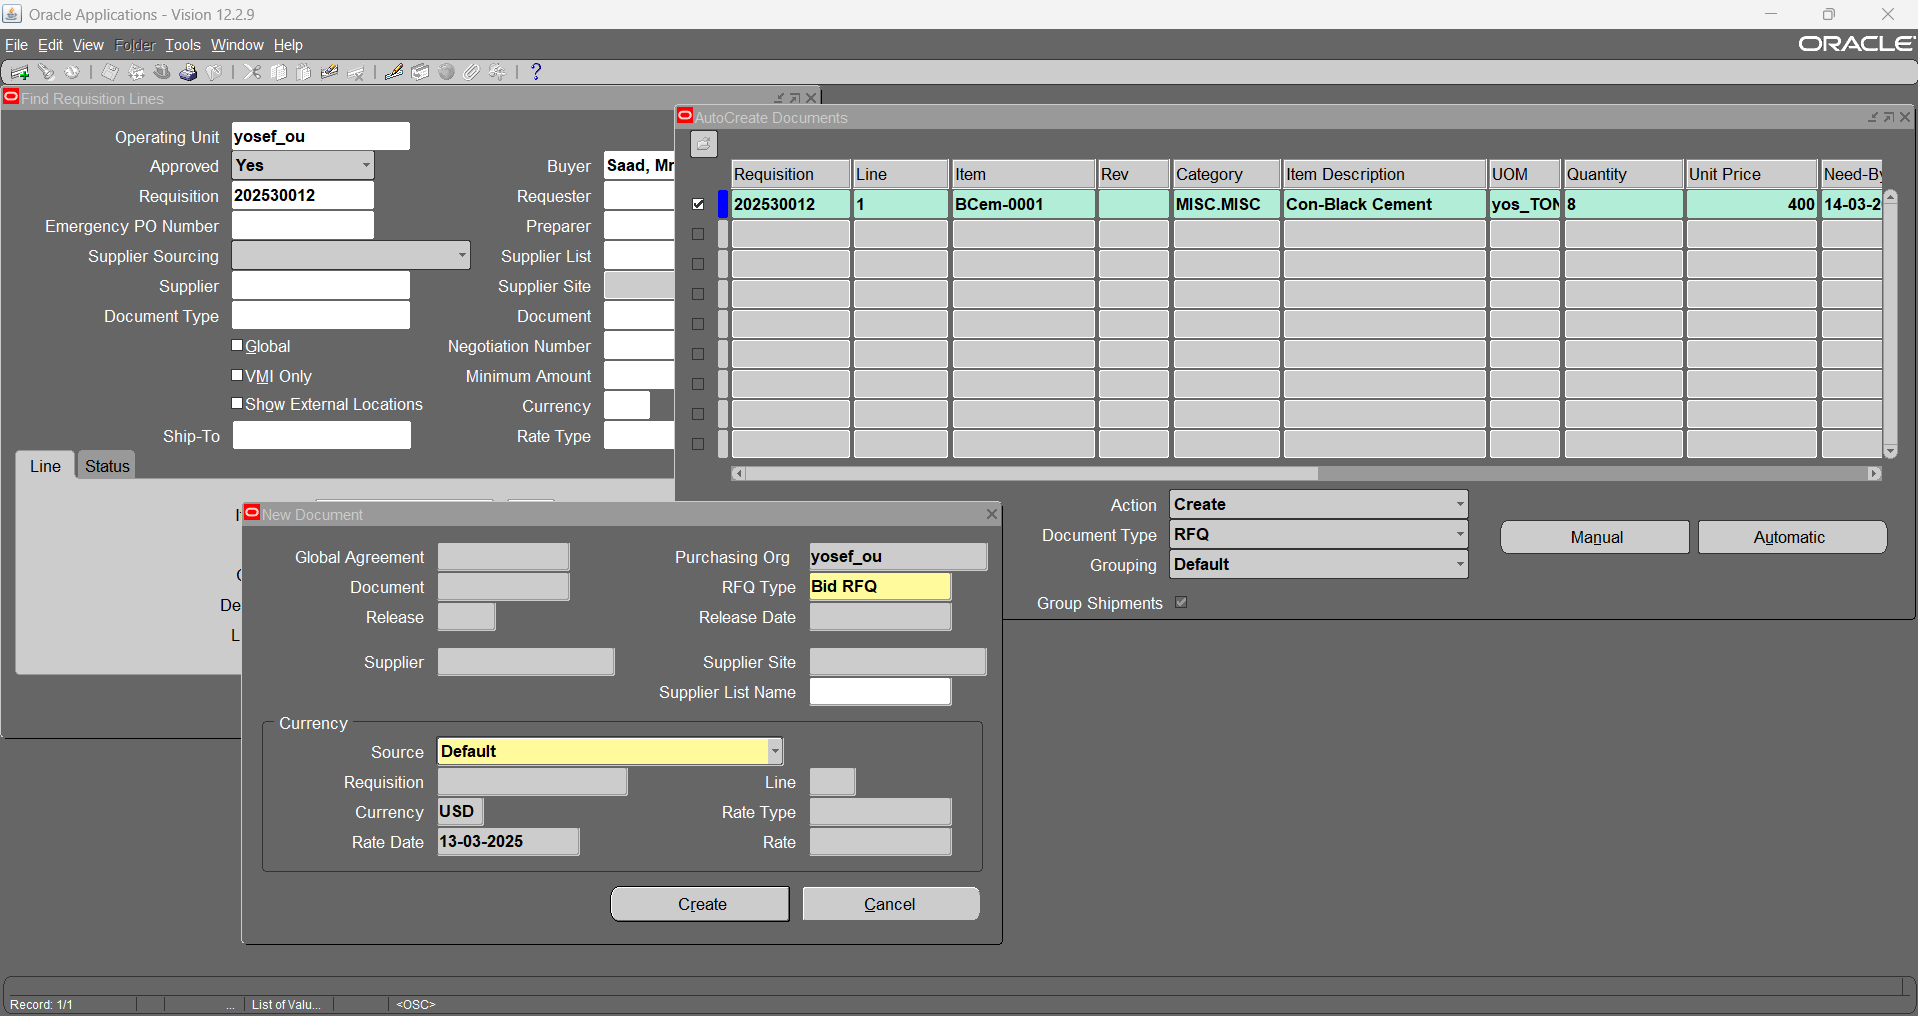 Oracle Applications - Vision 12.2.9
File Edit View Folder Tools Window Help
ORACLE
Find Requisition Lines
Operating Unit yosef_ou
Approved Yes
Buyer Saad, Mr
Requisition 202530012
Requester
Emergency PO Number
Preparer
Supplier Sourcing
Supplier List
Supplier
Supplier Site
Document Type
Document
Global
Negotiation Number
VMI Only
Minimum Amount
Show External Locations
Currency
Ship-To
Rate Type
Line Status
De
L
AutoCreate Documents
Requisition Line Item Rev Category Item Description UOM Quantity Unit Price Need-By
202530012 1 BCem-0001 MISC.MISC Con-Black Cement yos_TON 8 400 14-03-2
Action Create
Document Type RFQ
Grouping Default
Group Shipments
Manual Automatic
New Document
Global Agreement
Purchasing Org yosef_ou
Document
RFQ Type Bid RFQ
Release
Release Date
Supplier
Supplier Site
Supplier List Name
Currency
Source Default
Requisition
Line
Currency USD
Rate Type
Rate Date 13-03-2025
Rate
Create Cancel
Record: 1/1 ... List of Valu... <OSC>